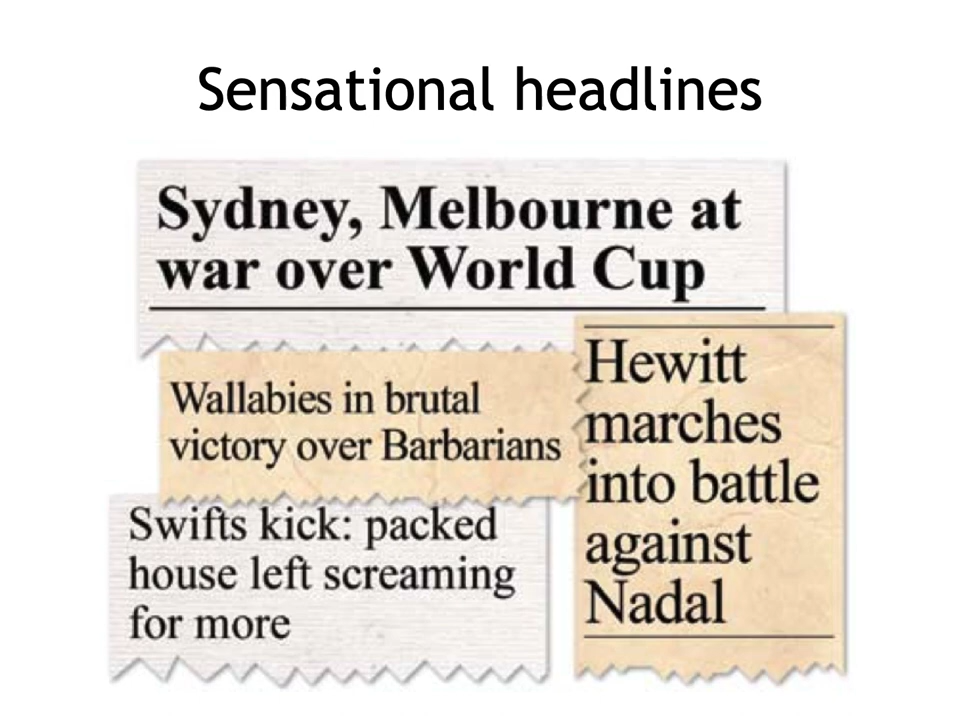 Sensational headlines
Sydney, Melbourne at
war over World Cup
Wallabies in brutal
victory over Barbarians
Hewitt
marches
into battle
against
Nadal
Swifts kick: packed
house left screaming
for more